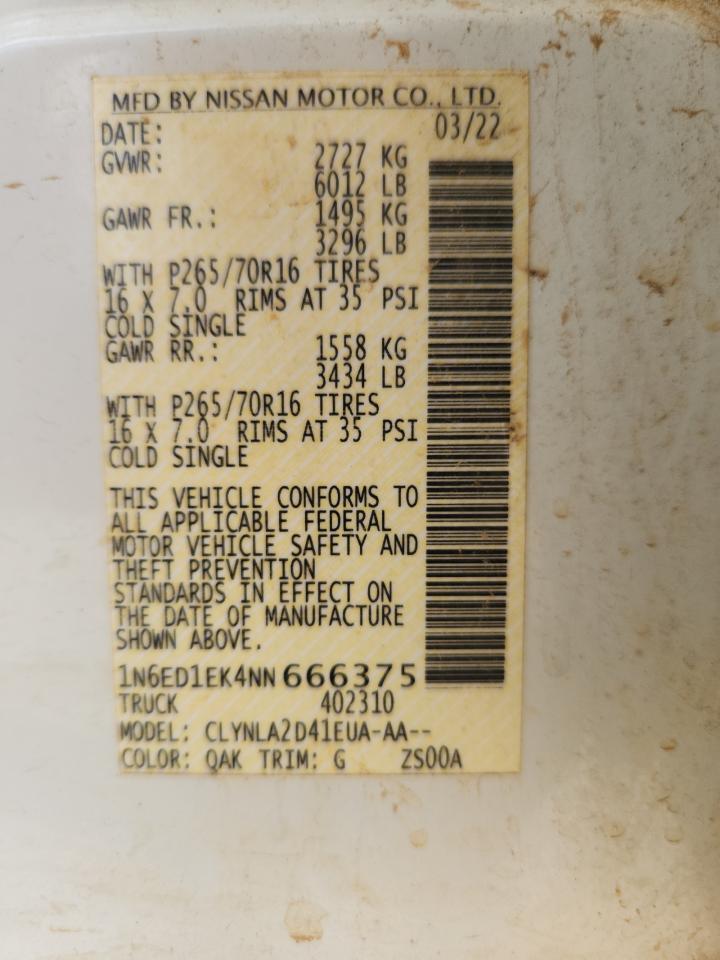 MFD BY NISSAN MOTOR CO., LTD.
DATE: 03/22
GVWR: 2727 KG
6012 LB
GAWR FR.: 1495 KG
3296 LB
WITH P265/70R16 TIRES
16 X 7.0 RIMS AT 35 PSI
COLD SINGLE
GAWR RR.: 1558 KG
3434 LB
WITH P265/70R16 TIRES
16 X 7.0 RIMS AT 35 PSI
COLD SINGLE
THIS VEHICLE CONFORMS TO
ALL APPLICABLE FEDERAL
MOTOR VEHICLE SAFETY AND
THEFT PREVENTION
STANDARDS IN EFFECT ON
THE DATE OF MANUFACTURE
SHOWN ABOVE.
1N6ED1EK4NN666375
TRUCK 402310
MODEL: CLYNLA2D41EUA-AA--
COLOR: QAK TRIM: G ZS00A